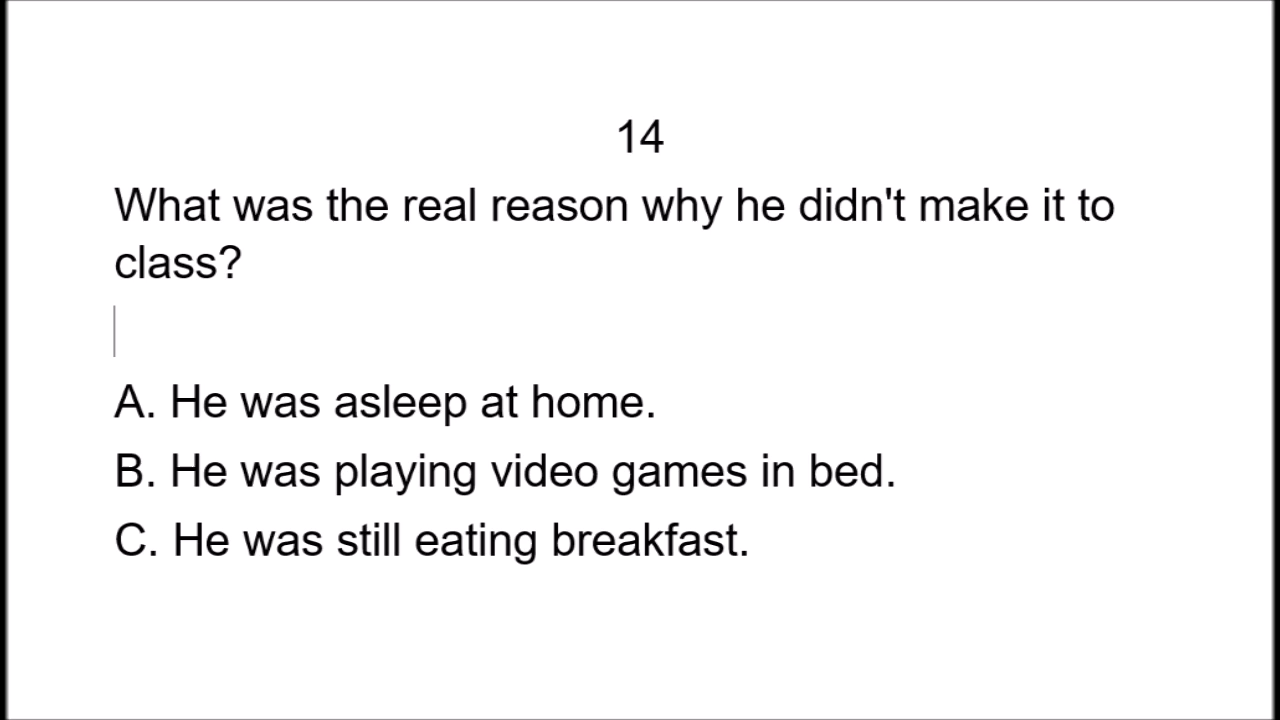 14
What was the real reason why he didn't make it to
class?
A. He was asleep at home.
B. He was playing video games in bed.
C. He was still eating breakfast.